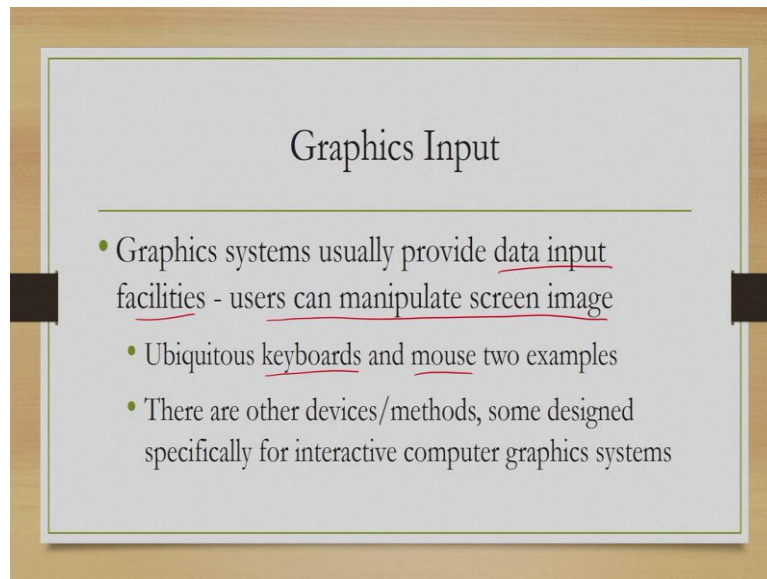 Graphics Input
• Graphics systems usually provide data input
facilities - users can manipulate screen image
• Ubiquitous keyboards and mouse two examples
• There are other devices/methods, some designed
specifically for interactive computer graphics systems